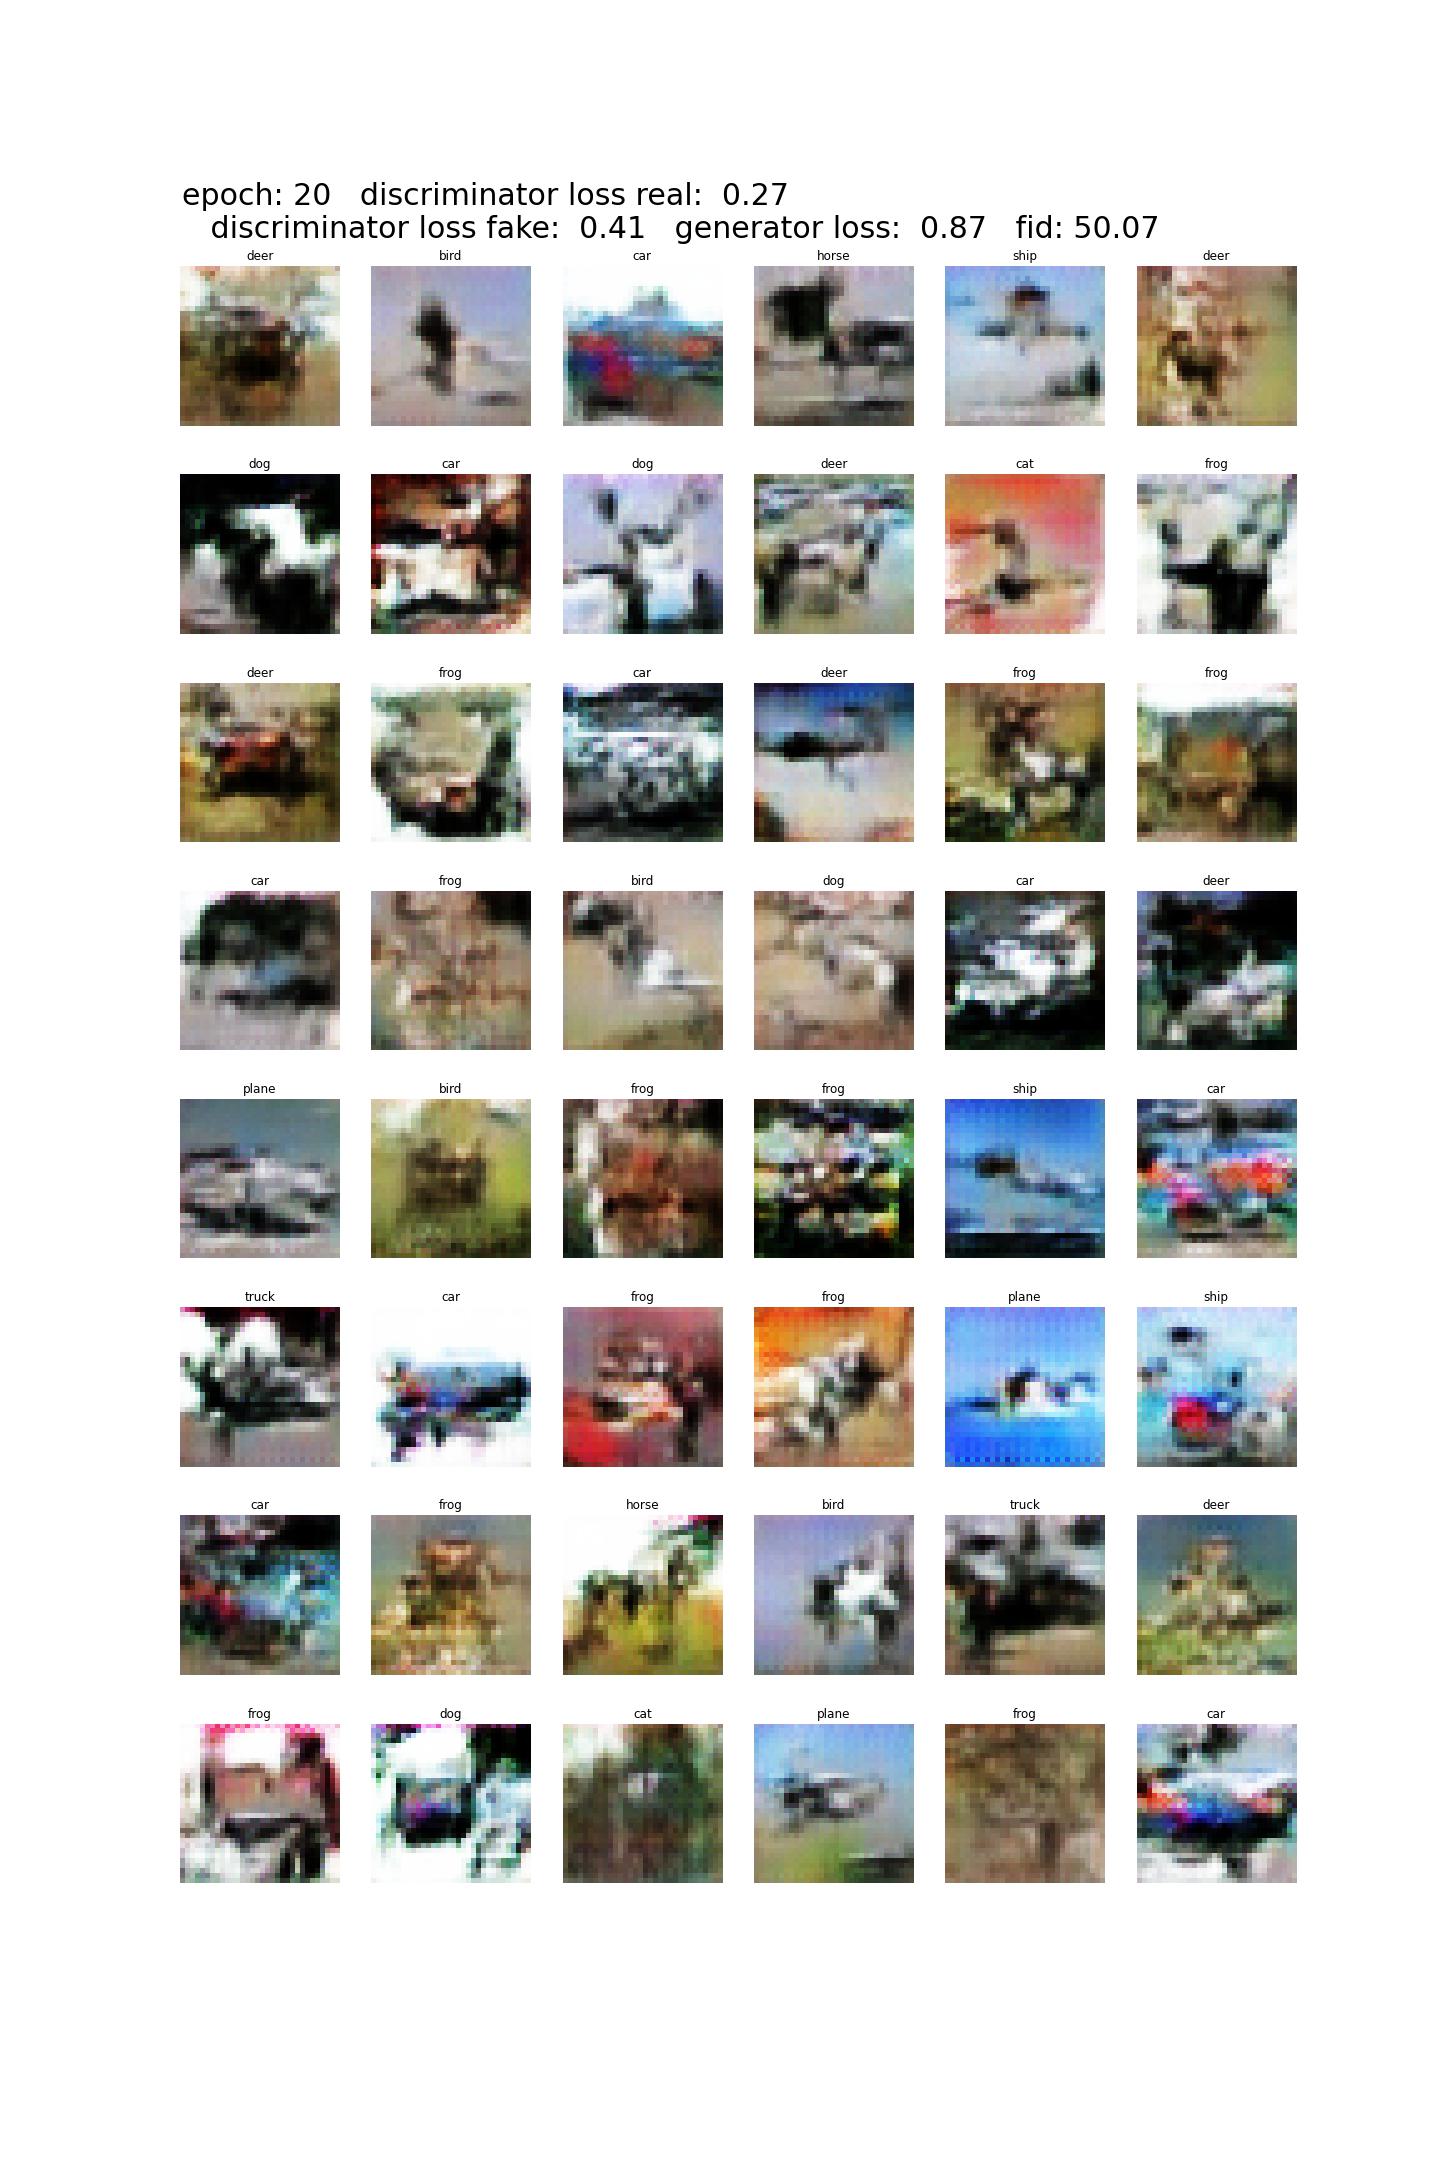 epoch: 20   discriminator loss real:  0.27
discriminator loss fake:  0.41   generator loss:  0.87   fid: 50.07
deer bird car horse ship deer
dog car dog deer cat frog
deer frog car deer frog frog
car frog bird dog car deer
plane bird frog frog ship car
truck car frog frog plane ship
car frog horse bird truck deer
frog dog cat plane frog car